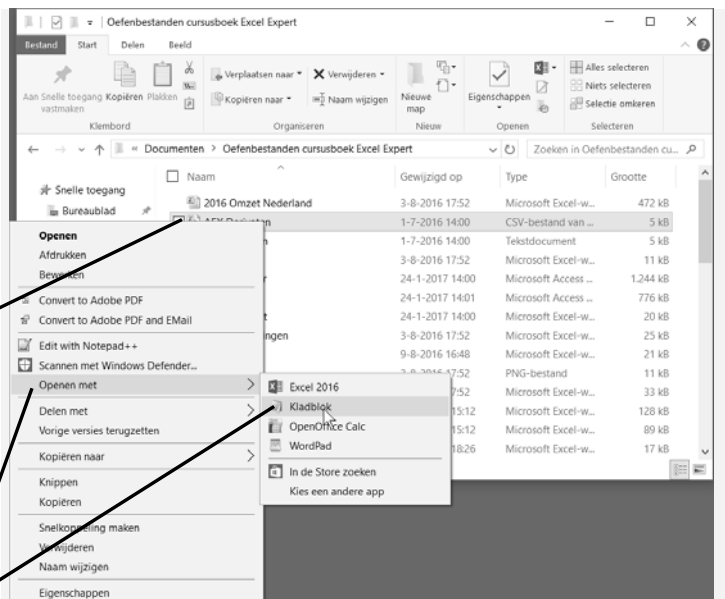 Oefenbestanden cursusboek Excel Expert
Bestand Start Delen Beeld
Aan Snelle toegang vastmaken
Kopiëren
Plakken
Verplaatsen naar
Kopiëren naar
Verwijderen
Naam wijzigen
Nieuwe map
Eigenschappen
Alles selecteren
Niets selecteren
Selectie omkeren
Klembord Organiseren Nieuw Openen Selecteren
« Documenten > Oefenbestanden cursusboek Excel Expert
Zoeken in Oefenbestanden cu...
Snelle toegang
Bureaublad
Naam Gewijzigd op Type Grootte
2016 Omzet Nederland 3-8-2016 17:52 Microsoft Excel-w... 472 kB
AEX 1-7-2016 14:00 CSV-bestand van ... 5 kB
1-7-2016 14:00 Tekstdocument 5 kB
3-8-2016 17:52 Microsoft Excel-w... 11 kB
24-1-2017 14:00 Microsoft Access ... 1.244 kB
24-1-2017 14:01 Microsoft Access ... 776 kB
24-1-2017 14:00 Microsoft Excel-w... 20 kB
ngen 3-8-2016 17:52 Microsoft Excel-w... 25 kB
9-8-2016 16:48 Microsoft Excel-w... 21 kB
PNG-bestand 11 kB
7:52 Microsoft Excel-w... 33 kB
15:12 Microsoft Excel-w... 128 kB
15:12 Microsoft Excel-w... 89 kB
18:26 Microsoft Excel-w... 17 kB
Openen
Afdrukken
Bewerken
Convert to Adobe PDF
Convert to Adobe PDF and EMail
Edit with Notepad++
Scannen met Windows Defender...
Openen met
Delen met
Vorige versies terugzetten
Kopiëren naar
Knippen
Kopiëren
Snelkoppeling maken
Verwijderen
Naam wijzigen
Eigenschappen
Excel 2016
Kladblok
OpenOffice Calc
WordPad
In de Store zoeken
Kies een andere app